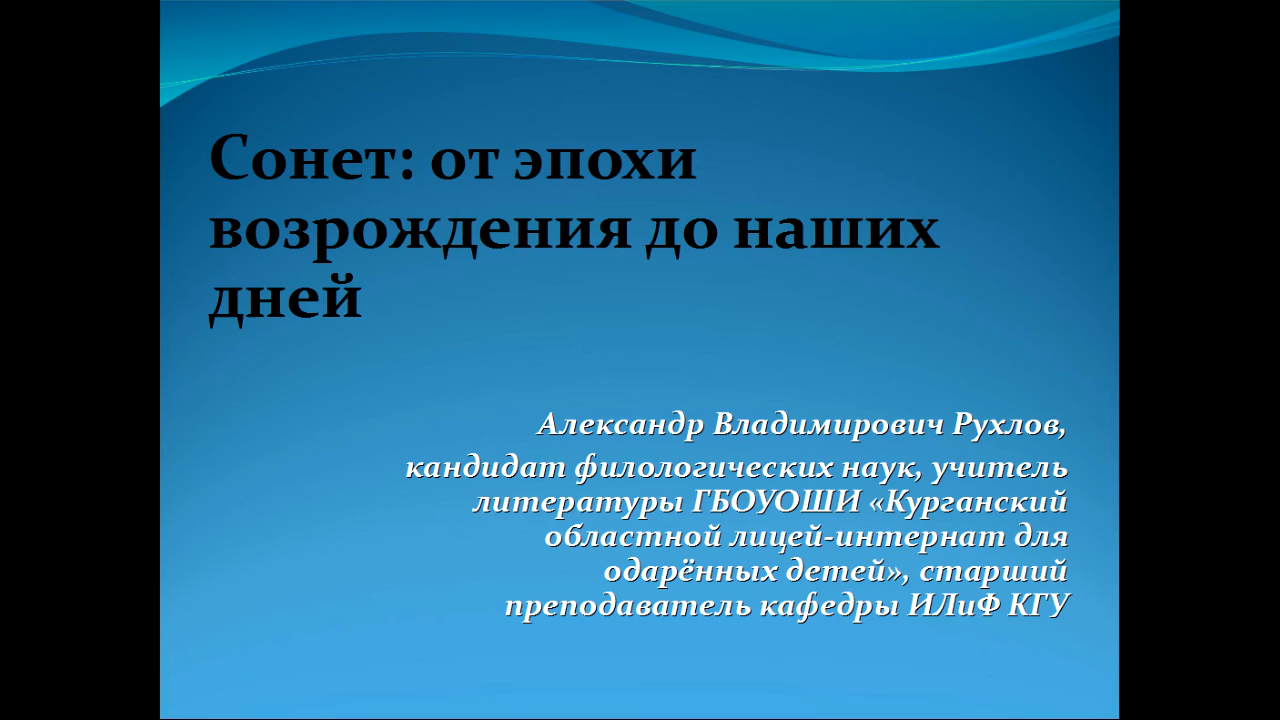 Сонет: от эпохи
возрождения до наших
дней
Александр Владимирович Рухлов,
кандидат филологических наук, учитель
литературы ГБОУОШИ «Курганский
областной лицей-интернат для
одарённых детей», старший
преподаватель кафедры ИЛиФ КГУ